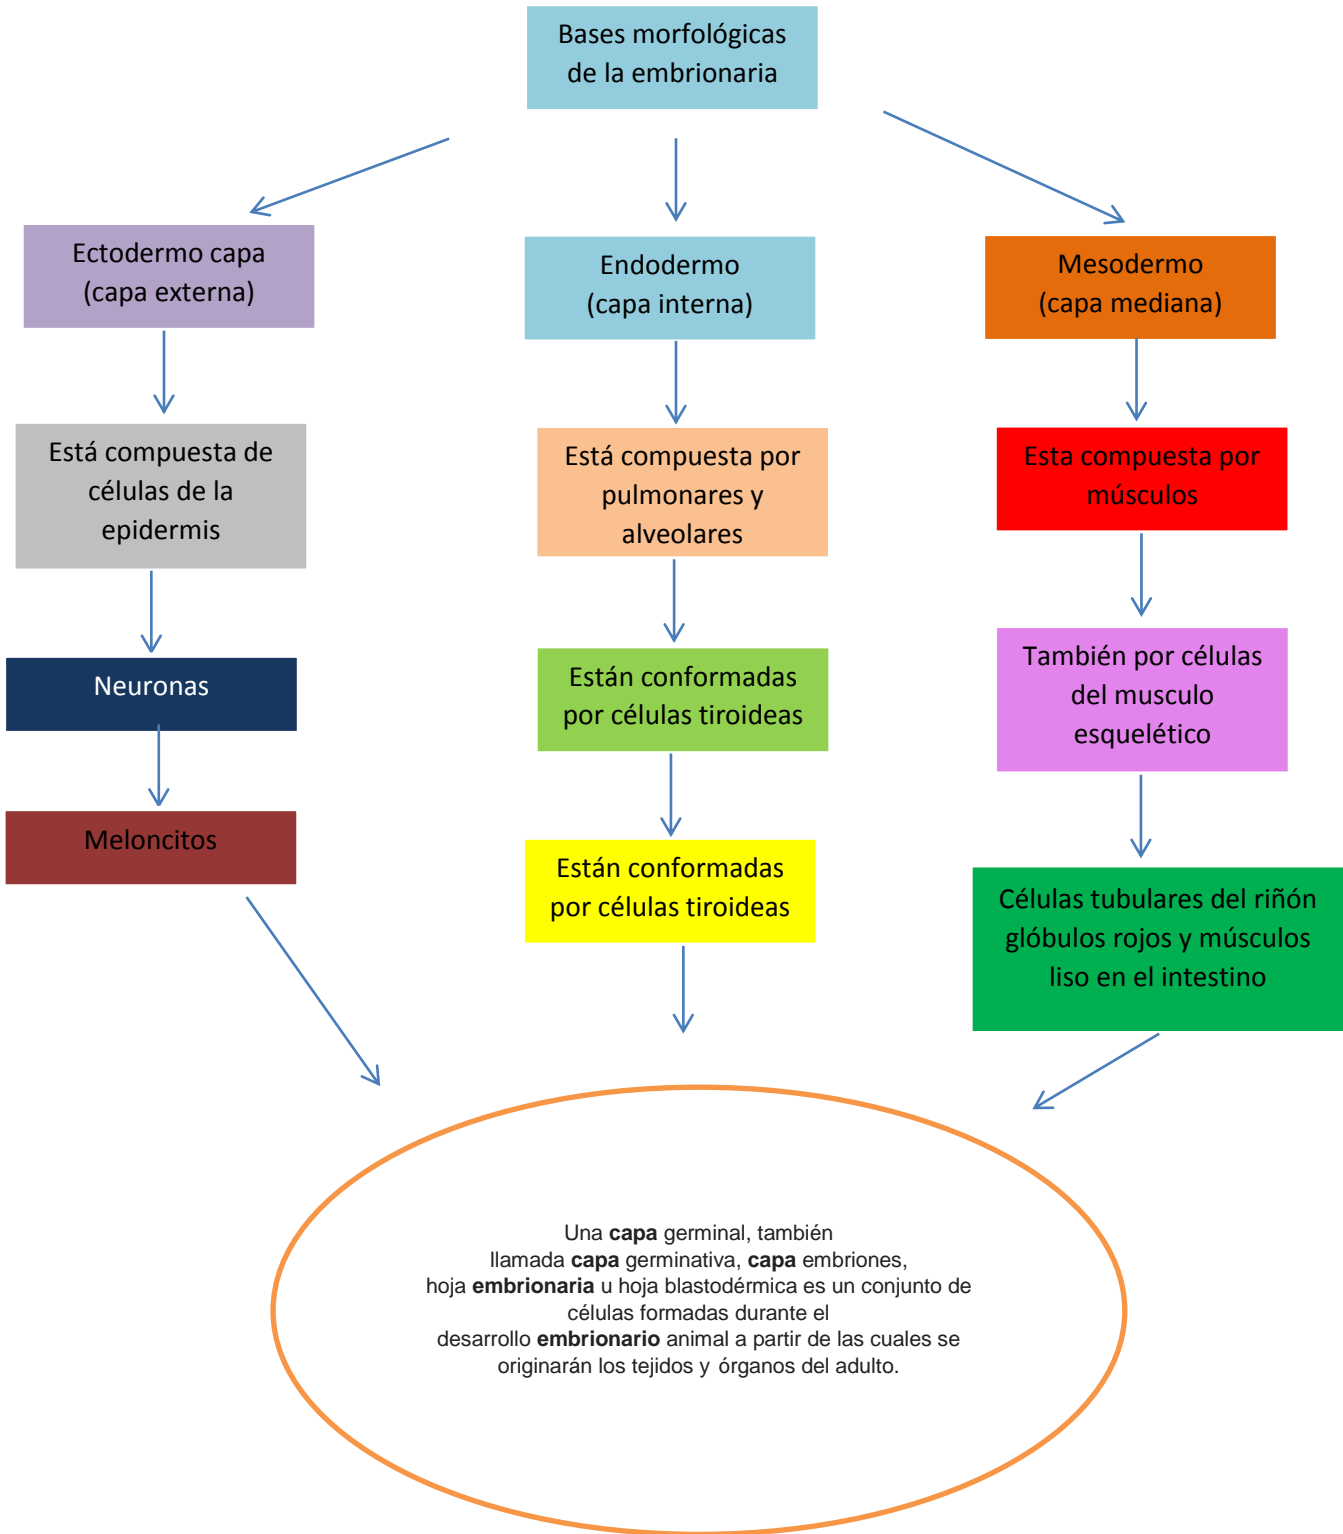 Bases morfológicas
de la embrionaria
Ectodermo capa
(capa externa)
Endodermo
(capa interna)
Mesodermo
(capa mediana)
Está compuesta de
células de la
epidermis
Está compuesta por
pulmonares y
alveolares
Esta compuesta por
músculos
Neuronas
Están conformadas
por células tiroideas
También por células
del musculo
esquelético
Meloncitos
Están conformadas
por células tiroideas
Células tubulares del riñón
glóbulos rojos y músculos
liso en el intestino
Una capa germinal, también
llamada capa germinativa, capa embriones,
hoja embrionaria u hoja blastodérmica es un conjunto de
células formadas durante el
desarrollo embrionario animal a partir de las cuales se
originarán los tejidos y órganos del adulto.